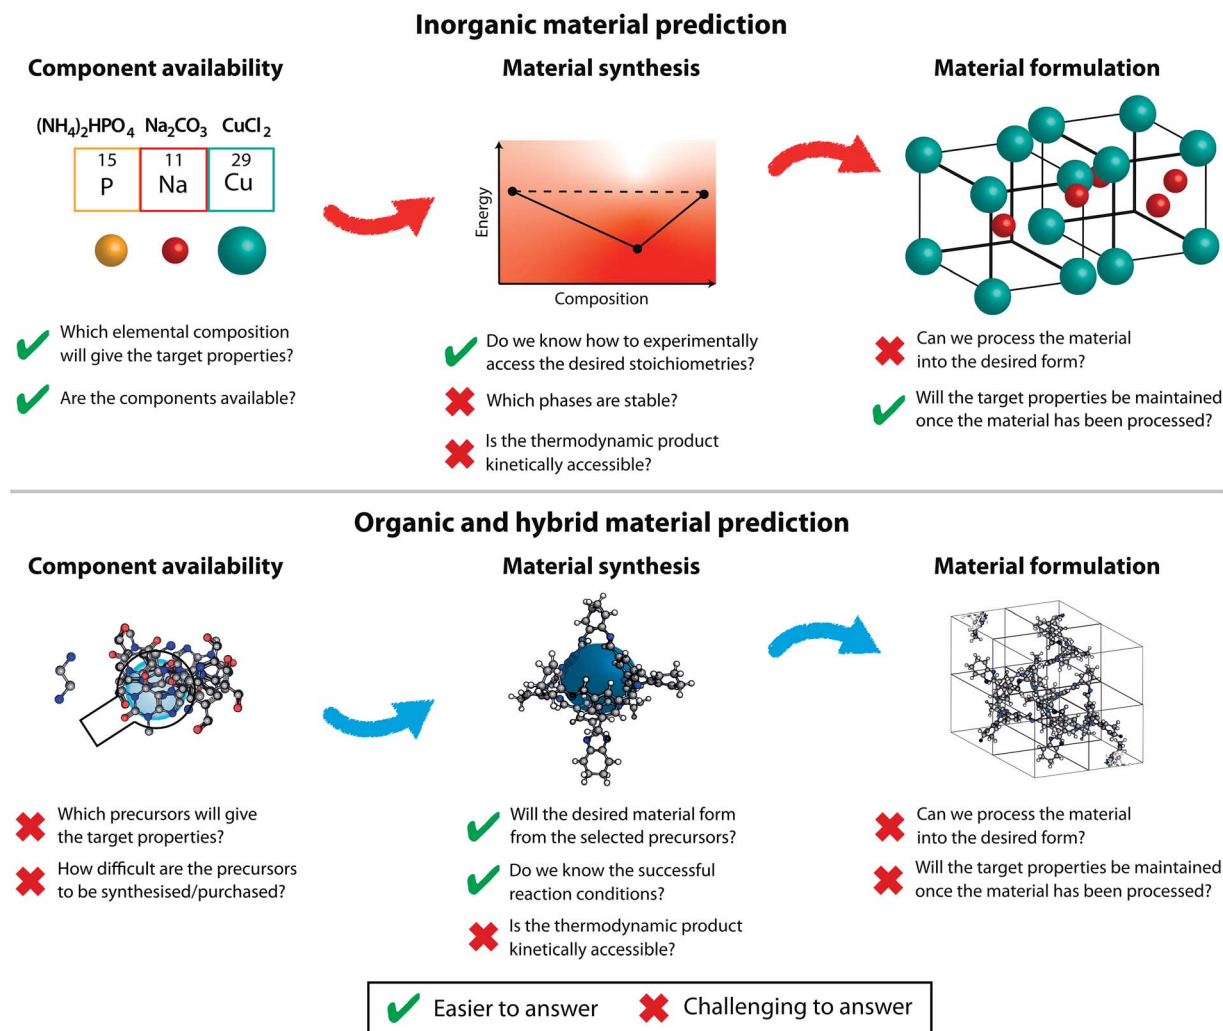 Inorganic material prediction
Component availability
Material synthesis
Material formulation
(NH₄)₂HPO₄ Na₂CO₃ CuCl₂
15 11 29
P Na Cu
Energy
Composition
Which elemental composition
will give the target properties?
Are the components available?
Do we know how to experimentally
access the desired stoichiometries?
Which phases are stable?
Is the thermodynamic product
kinetically accessible?
Can we process the material
into the desired form?
Will the target properties be maintained
once the material has been processed?
Organic and hybrid material prediction
Component availability
Material synthesis
Material formulation
Which precursors will give
the target properties?
How difficult are the precursors
to be synthesised/purchased?
Will the desired material form
from the selected precursors?
Do we know the successful
reaction conditions?
Is the thermodynamic product
kinetically accessible?
Can we process the material
into the desired form?
Will the target properties be maintained
once the material has been processed?
Easier to answer
Challenging to answer